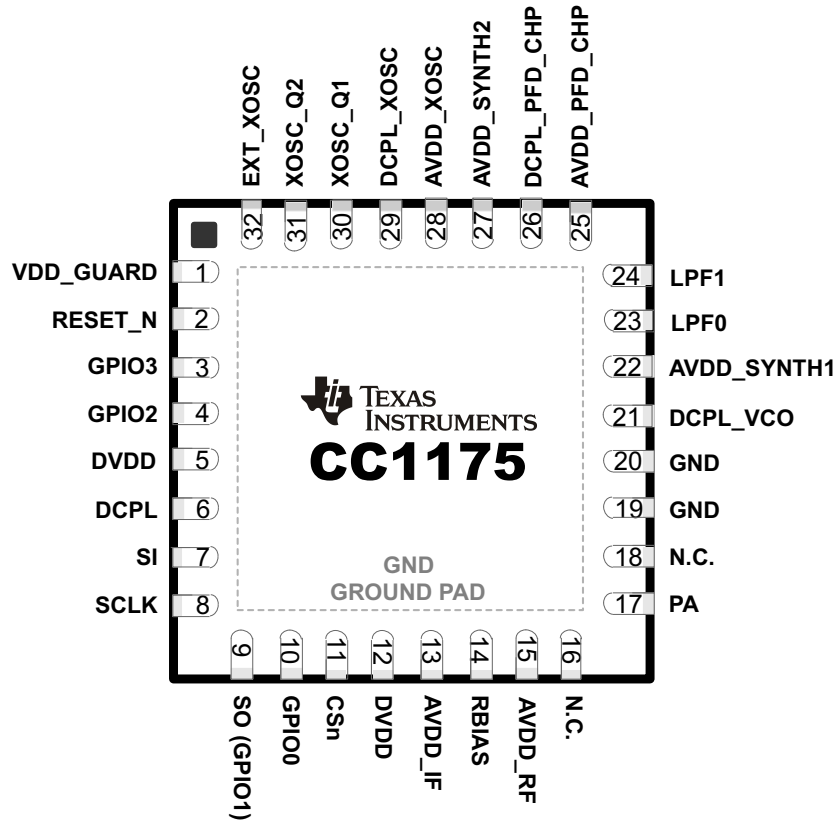 EXT_XOSC
XOSC_Q2
XOSC_Q1
DCPL_XOSC
AVDD_XOSC
AVDD_SYNTH2
DCPL_PFD_CHP
AVDD_PFD_CHP
32
31
30
29
28
27
26
25
VDD_GUARD 1
RESET_N 2
GPIO3 3
GPIO2 4
DVDD 5
DCPL 6
SI 7
SCLK 8
TEXAS
INSTRUMENTS
CC1175
GND
GROUND PAD
24 LPF1
23 LPF0
22 AVDD_SYNTH1
21 DCPL_VCO
20 GND
19 GND
18 N.C.
17 PA
9
10
11
12
13
14
15
16
SO (GPIO1)
GPIO0
CSn
DVDD
AVDD_IF
RBIAS
AVDD_RF
N.C.